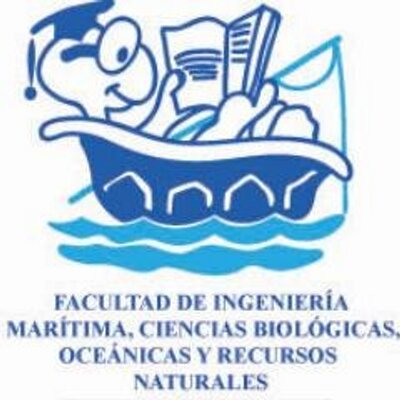 FACULTAD DE INGENIERÍA
MARÍTIMA, CIENCIAS BIOLÓGICAS,
OCEÁNICAS Y RECURSOS
NATURALES